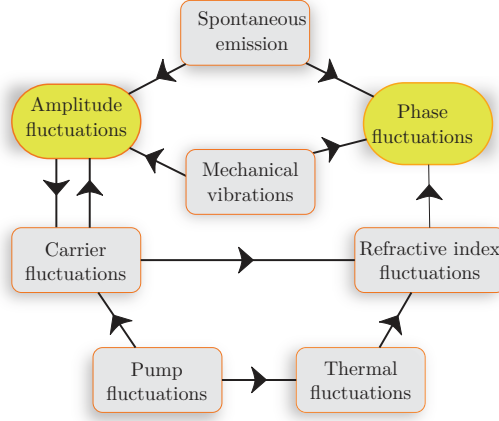 Spontaneous
emission
Amplitude
fluctuations
Phase
fluctuations
Mechanical
vibrations
Carrier
fluctuations
Refractive index
fluctuations
Pump
fluctuations
Thermal
fluctuations